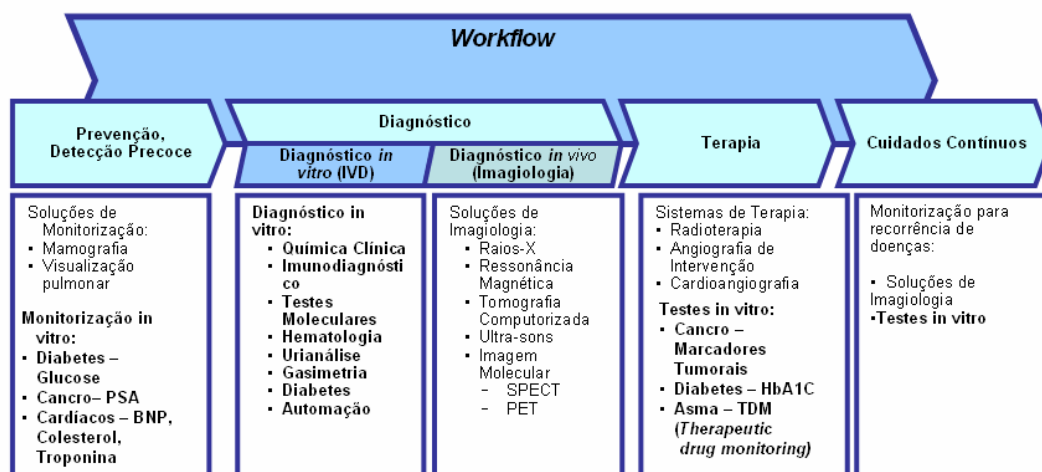 Workflow
Prevenção,
Detecção Precoce
Diagnóstico
Diagnóstico in
vitro (IVD)
Diagnóstico in vivo
(Imagiologia)
Terapia
Cuidados Contínuos
Soluções de
Monitorização:
▪ Mamografia
▪ Visualização
pulmonar
Monitorização in
vitro:
▪ Diabetes –
Glucose
▪ Cancro– PSA
▪ Cardíacos – BNP,
Colesterol,
Troponina
Diagnóstico in
vitro:
▪ Química Clínica
▪ Imunodiagnósti
co
▪ Testes
Moleculares
▪ Hematologia
▪ Urianálise
▪ Gasimetria
▪ Diabetes
▪ Automação
Soluções de
Imagiologia:
▪ Raios-X
▪ Ressonância
Magnética
▪ Tomografia
Computorizada
▪ Ultra-sons
▪ Imagem
Molecular
– SPECT
– PET
Sistemas de Terapia:
▪ Radioterapia
▪ Angiografia de
Intervenção
▪ Cardioangiografia
Testes in vitro:
▪ Cancro –
Marcadores
Tumorais
▪ Diabetes – HbA1C
▪ Asma – TDM
(Therapeutic
drug monitoring)
Monitorização para
recorrência de
doenças:
▪ Soluções de
Imagiologia
▪Testes in vitro